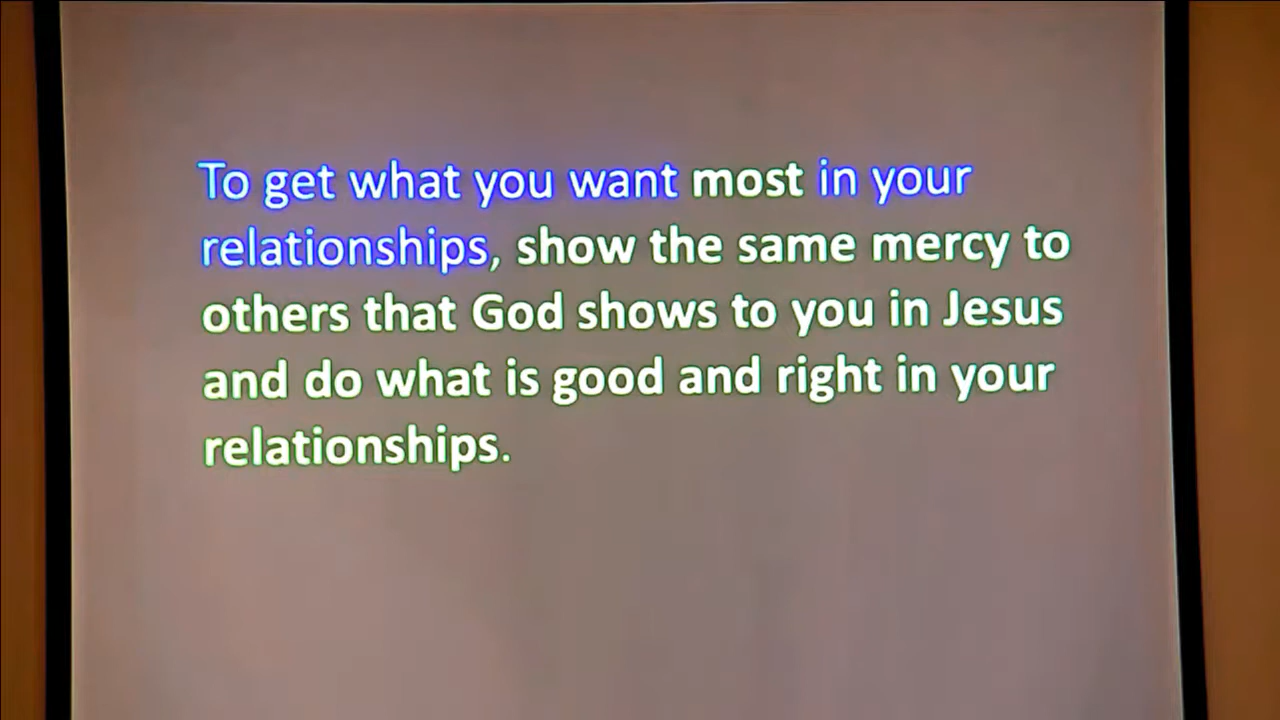 To get what you want most in your
relationships, show the same mercy to
others that God shows to you in Jesus
and do what is good and right in your
relationships.